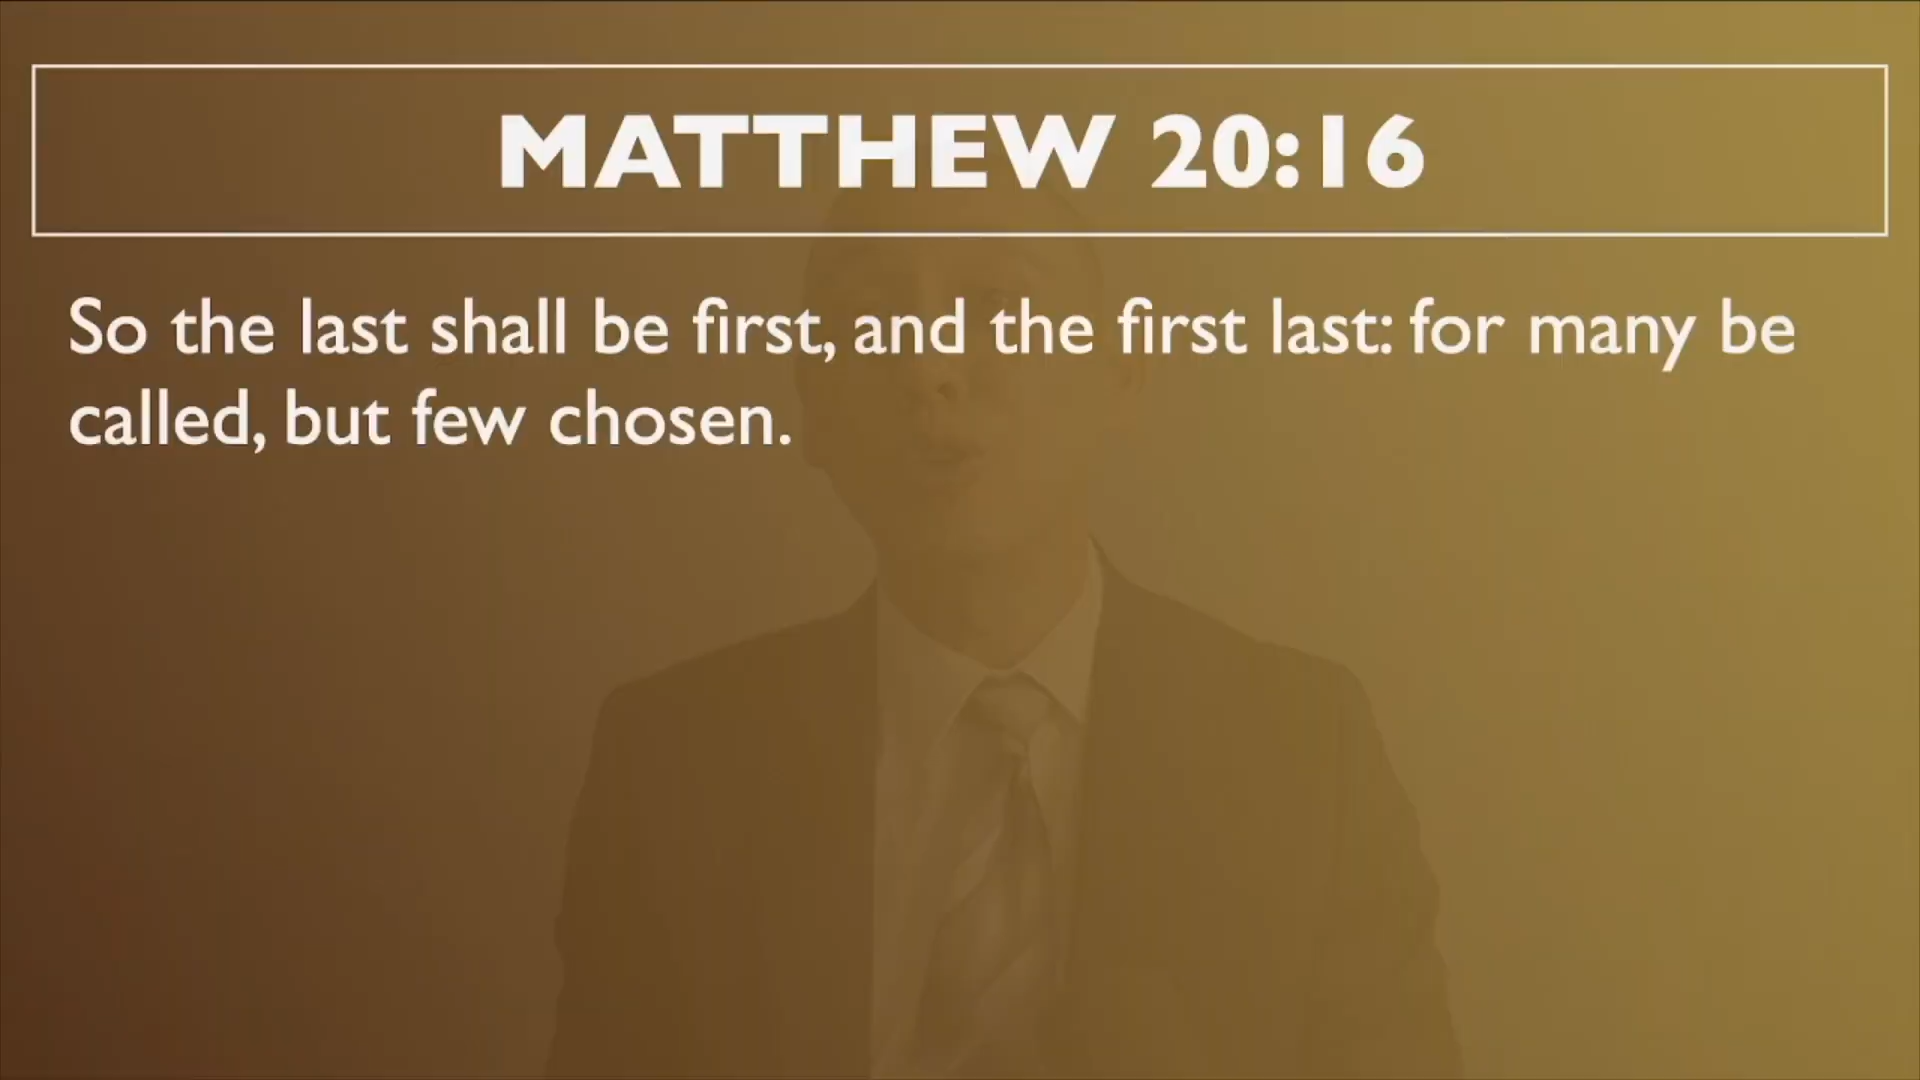 MATTHEW 20:16
So the last shall be first, and the first last: for many be
called, but few chosen.